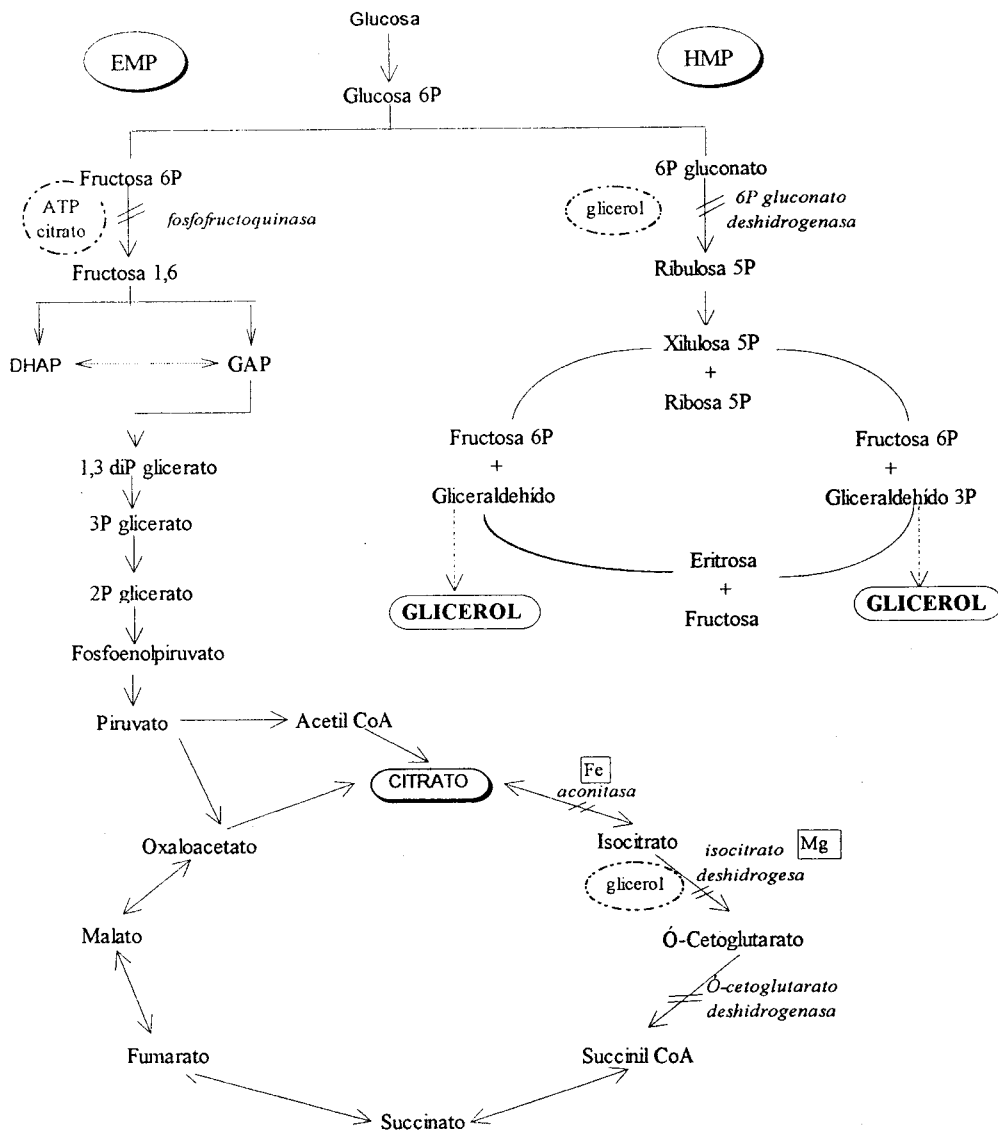 Glucosa
EMP
HMP
Glucosa 6P
Fructosa 6P
ATP
citrato
fosfofructoquinasa
6P gluconato
glicerol
6P gluconato
deshidrogenasa
Fructosa 1,6
Ribulosa 5P
DHAP
GAP
Xilulosa 5P
+
Ribosa 5P
Fructosa 6P
+
Gliceraldehído
Fructosa 6P
+
Gliceraldehído 3P
1,3 diP glicerato
3P glicerato
2P glicerato
Eritrosa
+
Fructosa
GLICEROL
GLICEROL
Fosfoenolpiruvato
Piruvato
Acetil CoA
CITRATO
Fe
aconitasa
Oxaloacetato
Isocitrato
isocitrato
deshidrogesa
Mg
glicerol
Malato
Ó-Cetoglutarato
Ó-cetoglutarato
deshidrogenasa
Fumarato
Succinil CoA
Succinato